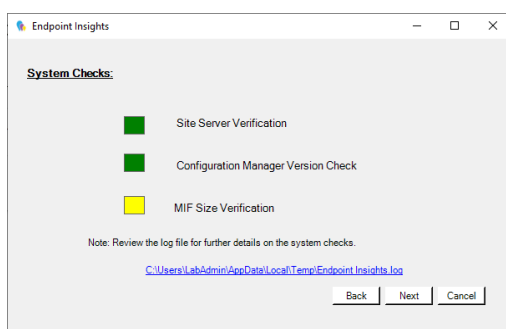 Endpoint Insights
System Checks:
Site Server Verification
Configuration Manager Version Check
MIF Size Verification
Note: Review the log file for further details on the system checks.
C:\Users\LabAdmin\AppData\Local\Temp\Endpoint Insights.log
Back Next Cancel